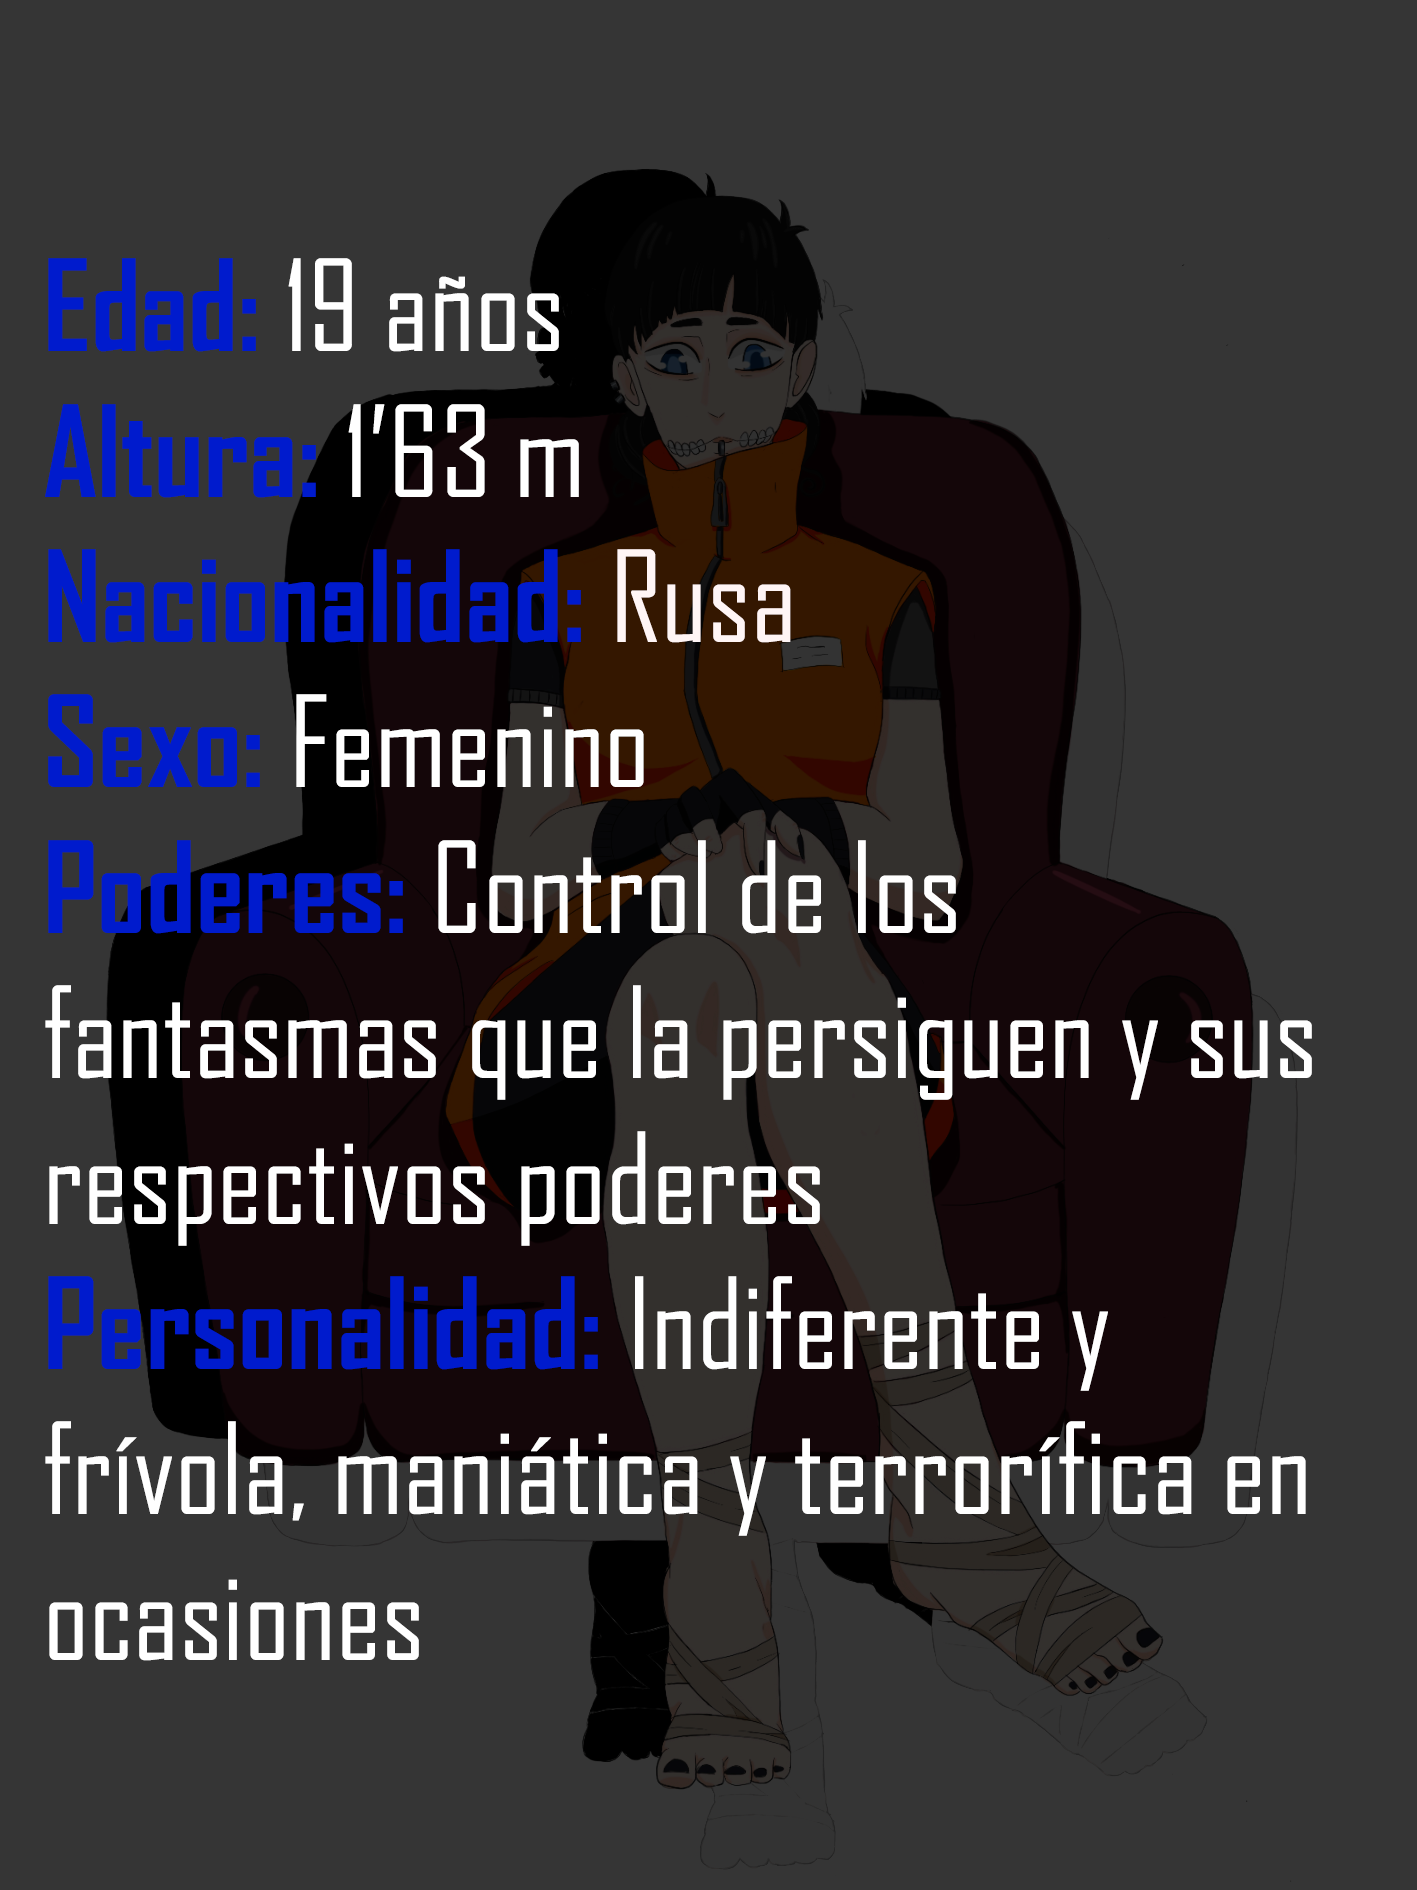 Edad: 19 años
Altura: 1'63 m
Nacionalidad: Rusa
Sexo: Femenino
Poderes: Control de los
fantasmas que la persiguen y sus
respectivos poderes
Personalidad: Indiferente y
frívola, maniática y terrorífica en
ocasiones